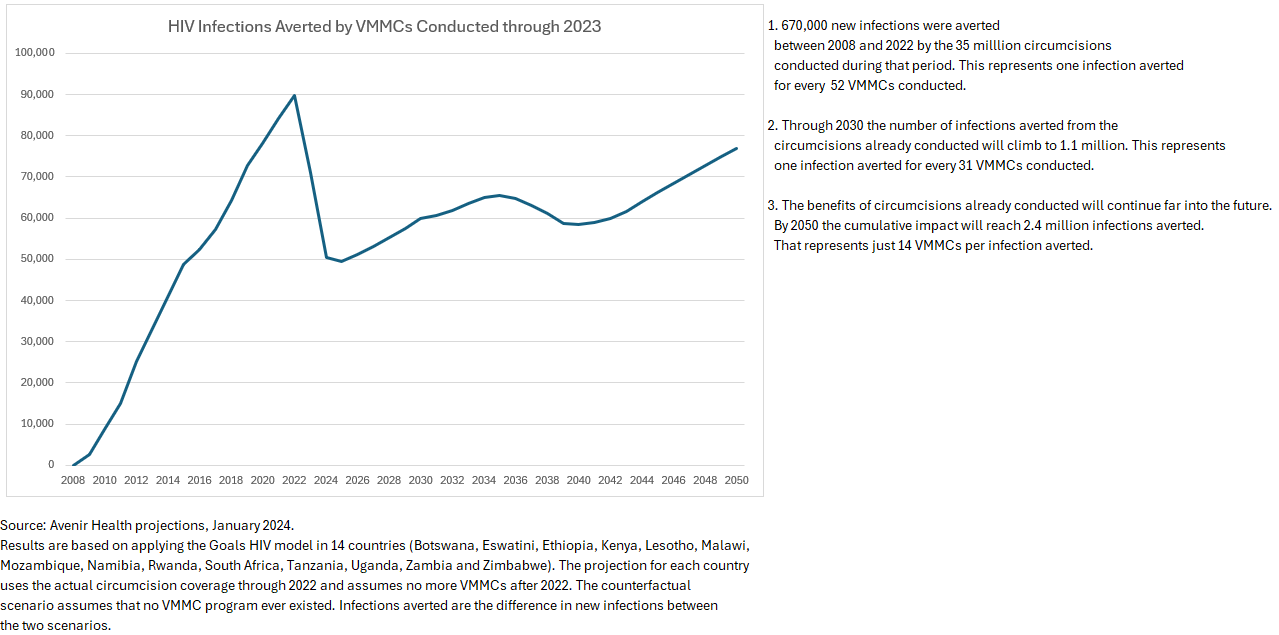 HIV Infections Averted by VMMCs Conducted through 2023
100,000
90,000
80,000
70,000
60,000
50,000
40,000
30,000
20,000
10,000
0
2008 2010 2012 2014 2016 2018 2020 2022 2024 2026 2028 2030 2032 2034 2036 2038 2040 2042 2044 2046 2048 2050
1. 670,000 new infections were averted
between 2008 and 2022 by the 35 milllion circumcisions
conducted during that period. This represents one infection averted
for every 52 VMMCs conducted.
2. Through 2030 the number of infections averted from the
circumcisions already conducted will climb to 1.1 million. This represents
one infection averted for every 31 VMMCs conducted.
3. The benefits of circumcisions already conducted will continue far into the future.
By 2050 the cumulative impact will reach 2.4 million infections averted.
That represents just 14 VMMCs per infection averted.
Source: Avenir Health projections, January 2024.
Results are based on applying the Goals HIV model in 14 countries (Botswana, Eswatini, Ethiopia, Kenya, Lesotho, Malawi,
Mozambique, Namibia, Rwanda, South Africa, Tanzania, Uganda, Zambia and Zimbabwe). The projection for each country
uses the actual circumcision coverage through 2022 and assumes no more VMMCs after 2022. The counterfactual
scenario assumes that no VMMC program ever existed. Infections averted are the difference in new infections between
the two scenarios.